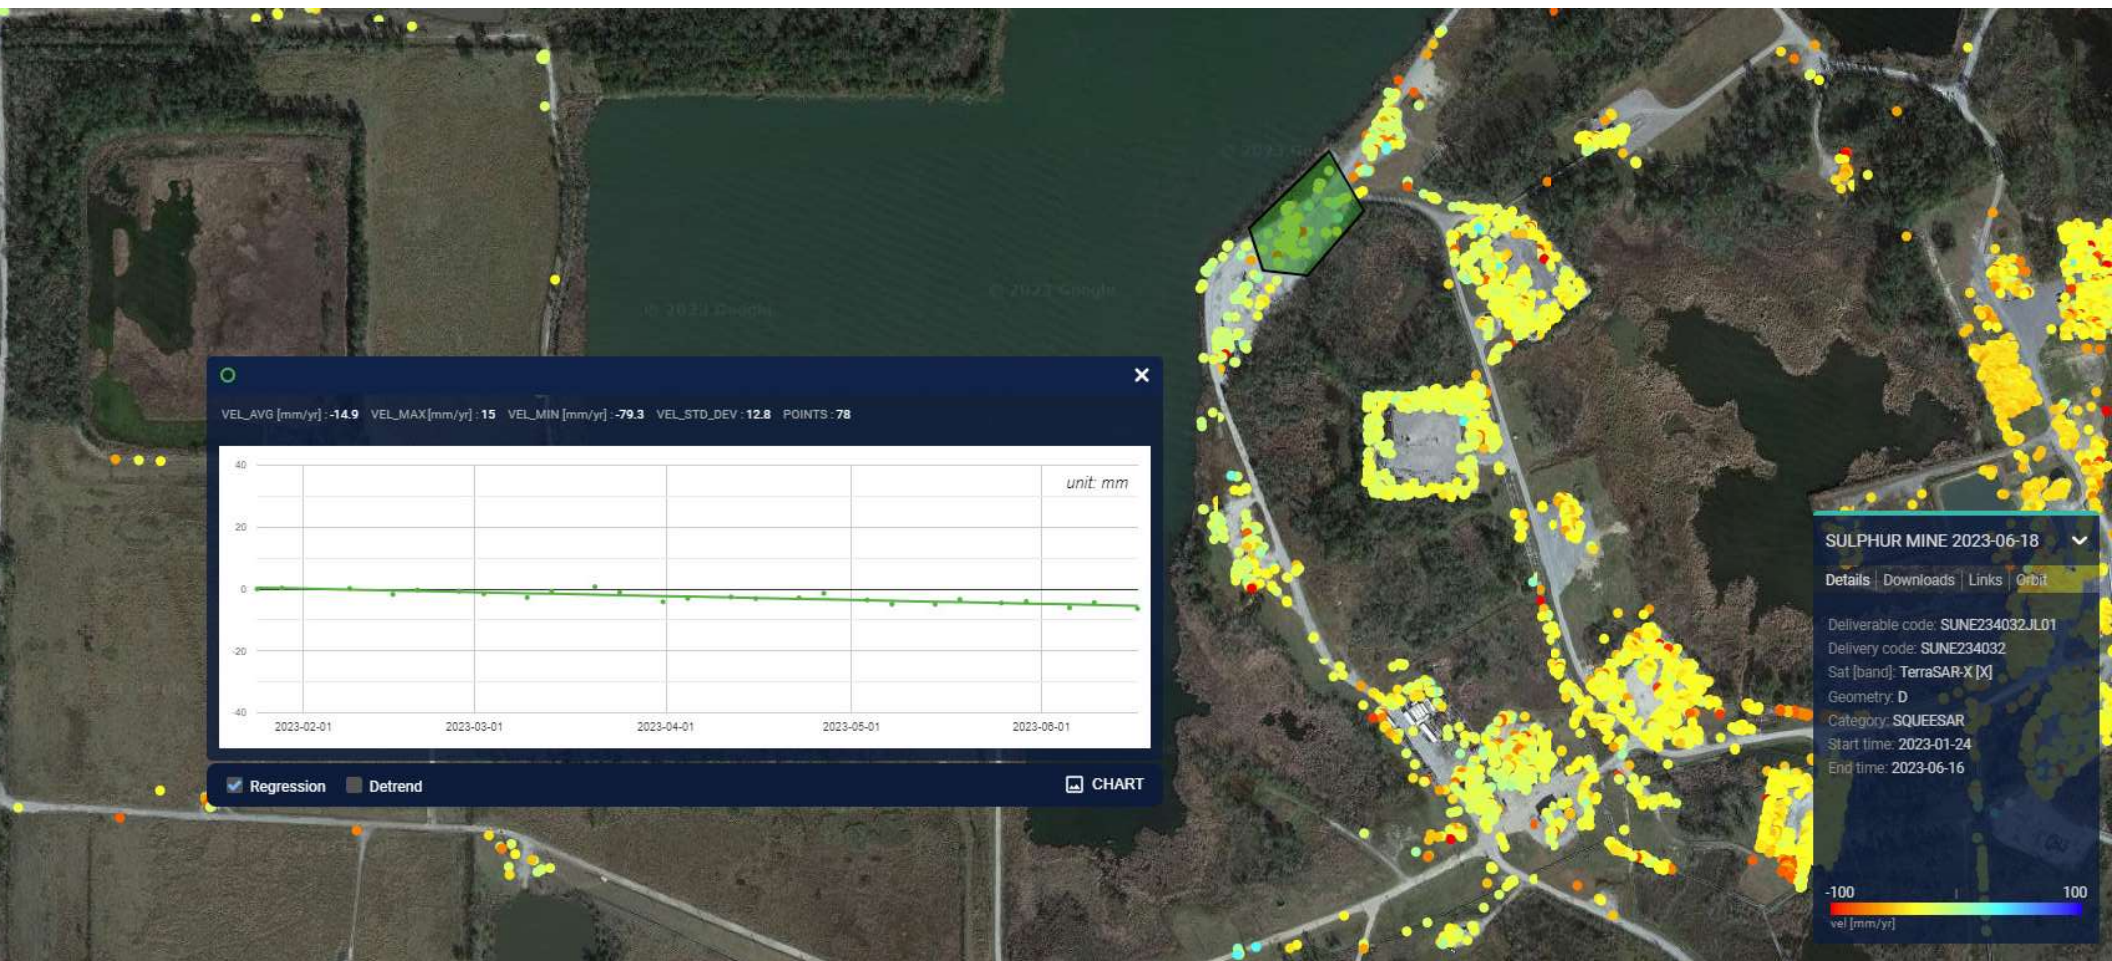 © 2023 Google
© 2023 Google
VEL_AVG [mm/yr] : -14.9 VEL_MAX[mm/yr] : 15 VEL_MIN [mm/yr] : -79.3 VEL_STD_DEV : 12.8 POINTS : 78
unit: mm
40
20
0
-20
-40
2023-02-01 2023-03-01 2023-04-01 2023-05-01 2023-06-01
Regression Detrend CHART
SULPHUR MINE 2023-06-18
Details Downloads Links Orbit
Deliverable code: SUNE234032JL01
Delivery code: SUNE234032
Sat [band]: TerraSAR-X [X]
Geometry: D
Category: SQUEESAR
Start time: 2023-01-24
End time: 2023-06-16
-100 100
vel [mm/yr]